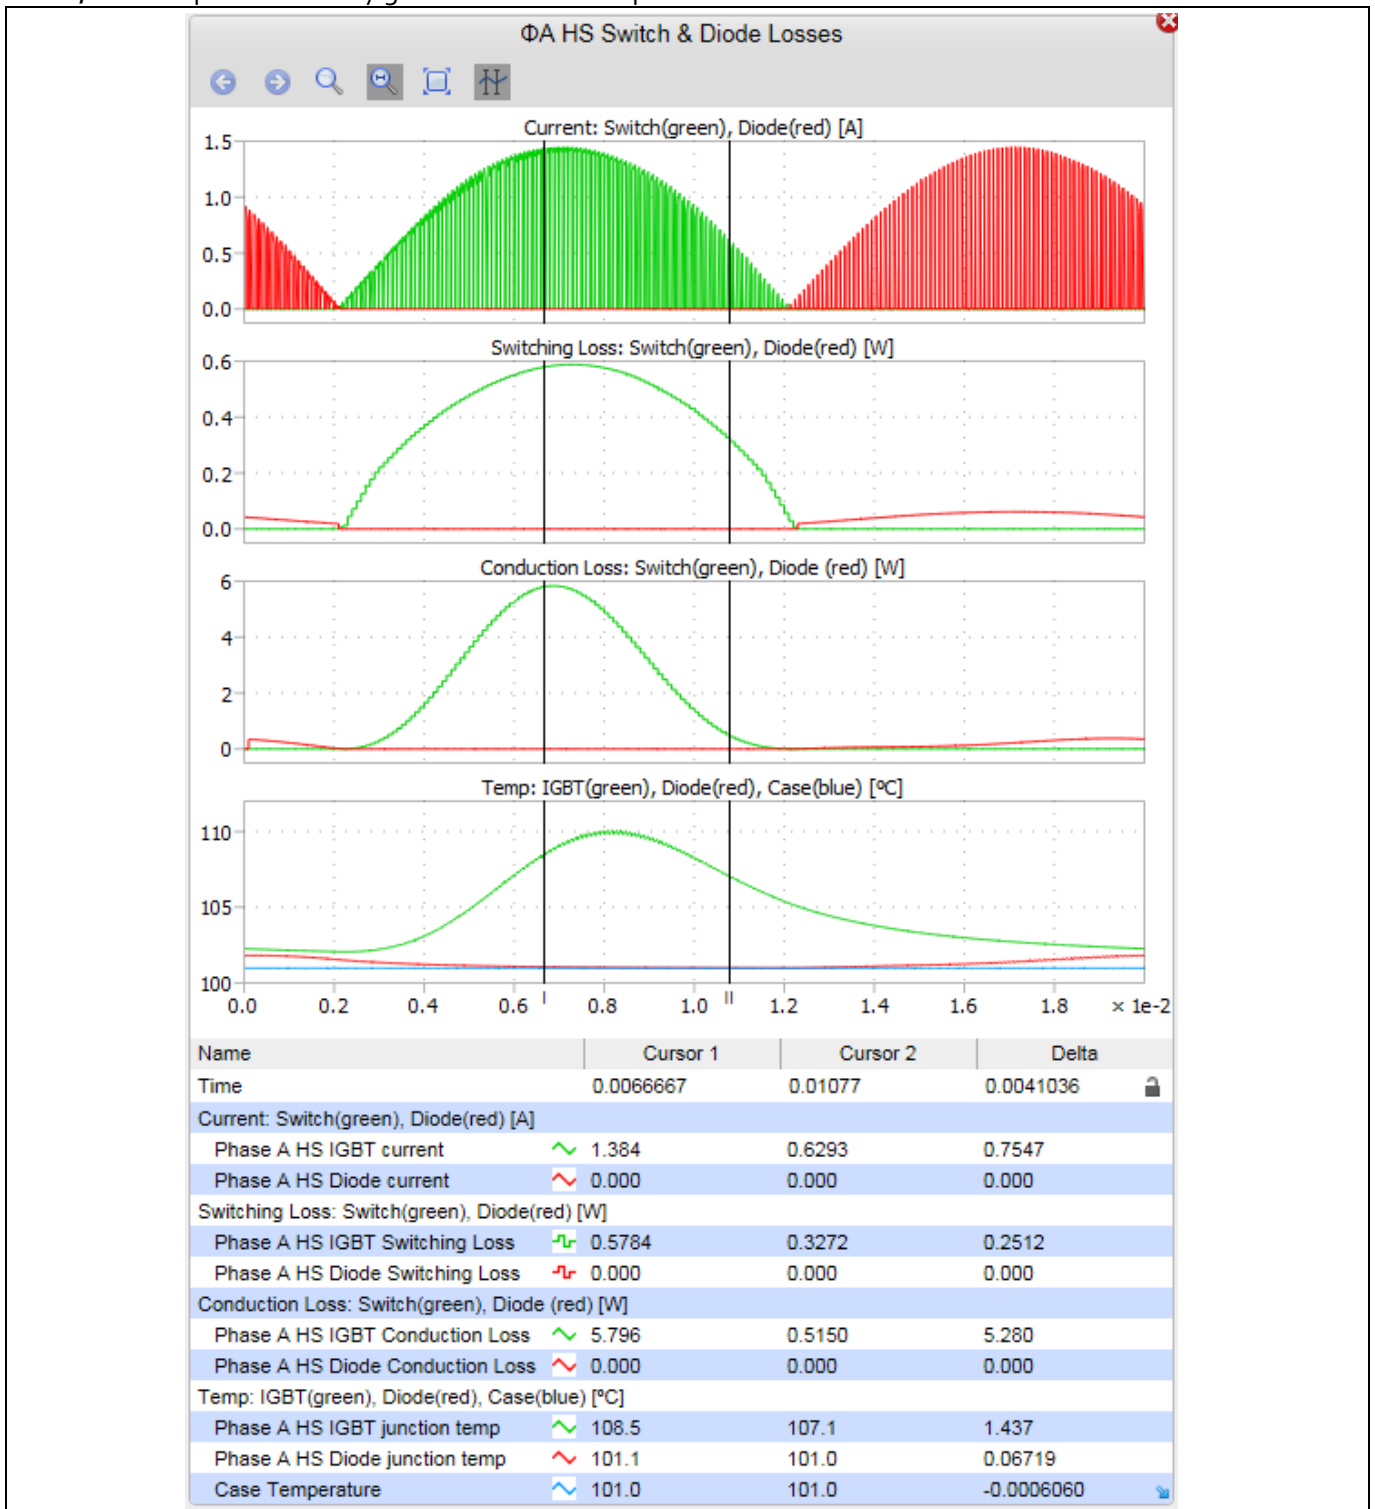 ΦA HS Switch & Diode Losses
Current: Switch(green), Diode(red) [A]
1.5
1.0
0.5
0.0
Switching Loss: Switch(green), Diode(red) [W]
0.6
0.4
0.2
0.0
Conduction Loss: Switch(green), Diode (red) [W]
6
4
2
0
Temp: IGBT(green), Diode(red), Case(blue) [ºC]
110
105
100
0.0 0.2 0.4 0.6 I 0.8 1.0 II 1.2 1.4 1.6 1.8 × 1e-2
Name Cursor 1 Cursor 2 Delta
Time 0.0066667 0.01077 0.0041036
Current: Switch(green), Diode(red) [A]
Phase A HS IGBT current 1.384 0.6293 0.7547
Phase A HS Diode current 0.000 0.000 0.000
Switching Loss: Switch(green), Diode(red) [W]
Phase A HS IGBT Switching Loss 0.5784 0.3272 0.2512
Phase A HS Diode Switching Loss 0.000 0.000 0.000
Conduction Loss: Switch(green), Diode (red) [W]
Phase A HS IGBT Conduction Loss 5.796 0.5150 5.280
Phase A HS Diode Conduction Loss 0.000 0.000 0.000
Temp: IGBT(green), Diode(red), Case(blue) [ºC]
Phase A HS IGBT junction temp 108.5 107.1 1.437
Phase A HS Diode junction temp 101.1 101.0 0.06719
Case Temperature 101.0 101.0 -0.0006060